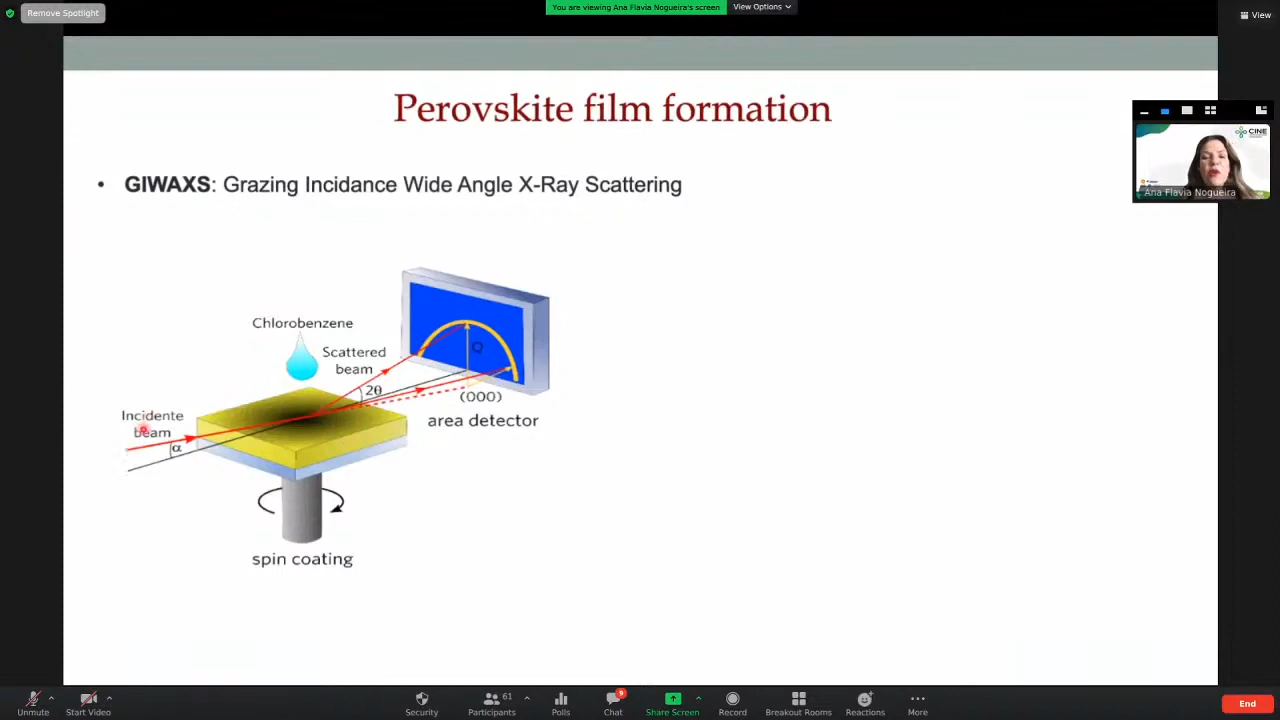 Remove Spotlight
You are viewing Ana Flavia Nogueira's screen
View Options
View
Perovskite film formation
CINE
Ana Flavia Nogueira
• GIWAXS: Grazing Incidance Wide Angle X-Ray Scattering
Chlorobenzene
Scattered
beam
Q
2θ
(000)
area detector
Incidente
beam
α
spin coating
Unmute
Start Video
Security
61
Participants
Polls
9
Chat
Share Screen
Record
Breakout Rooms
Reactions
More
End